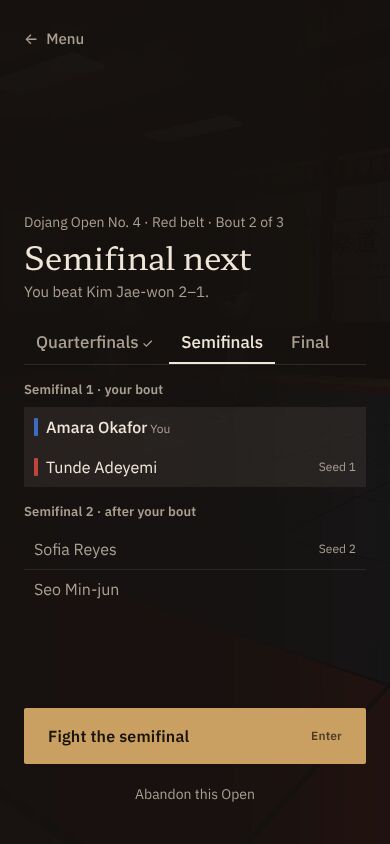 ← Menu
Dojang Open No. 4 · Red belt · Bout 2 of 3
Semifinal next
You beat Kim Jae-won 2–1.
Quarterfinals ✓ Semifinals Final
Semifinal 1 · your bout
Amara Okafor You
Tunde Adeyemi Seed 1
Semifinal 2 · after your bout
Sofia Reyes Seed 2
Seo Min-jun
Fight the semifinal Enter
Abandon this Open